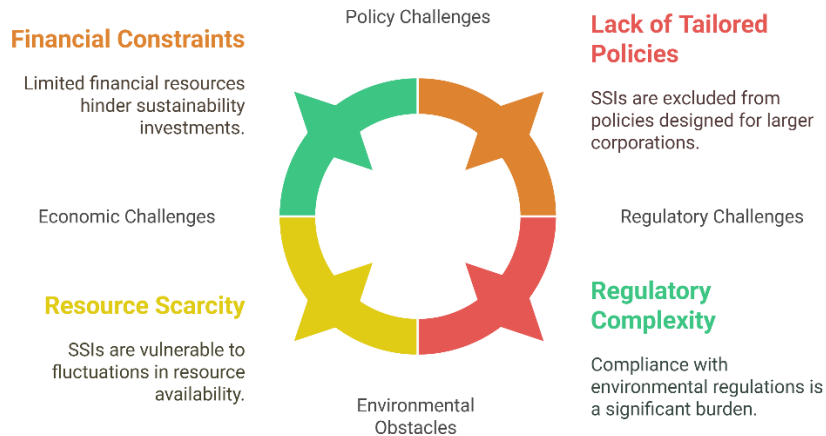 Policy Challenges
Financial Constraints
Limited financial resources
hinder sustainability
investments.
Lack of Tailored
Policies
SSIs are excluded from
policies designed for larger
corporations.
Economic Challenges
Regulatory Challenges
Resource Scarcity
SSIs are vulnerable to
fluctuations in resource
availability.
Regulatory
Complexity
Compliance with
environmental regulations is
a significant burden.
Environmental
Obstacles